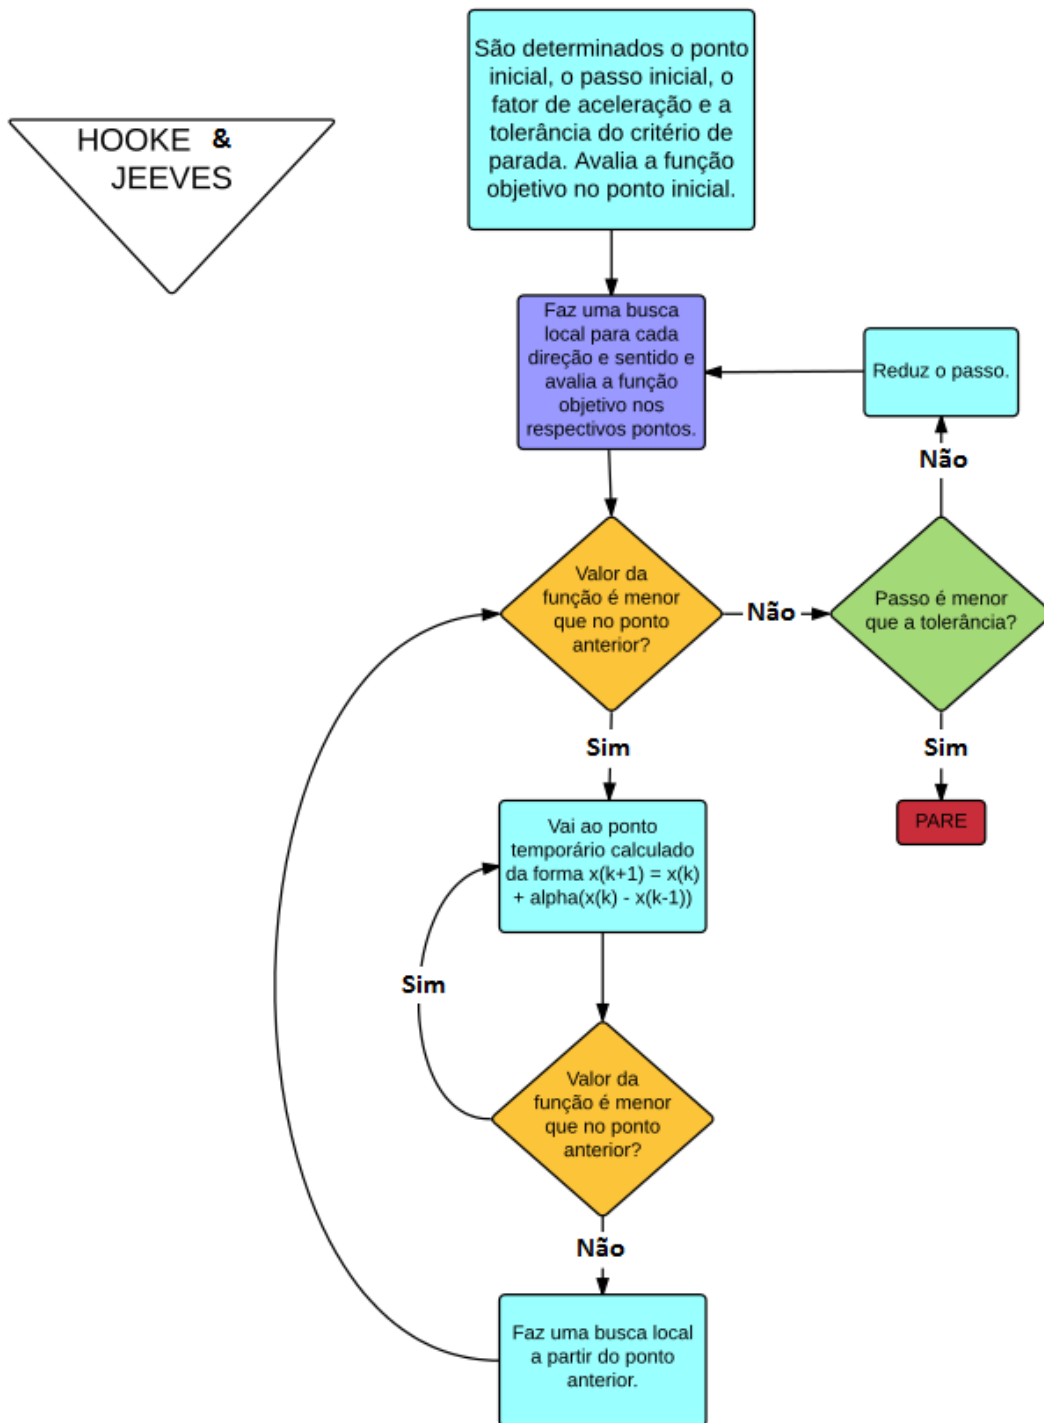 HOOKE &
JEEVES
São determinados o ponto
inicial, o passo inicial, o
fator de aceleração e a
tolerância do critério de
parada. Avalia a função
objetivo no ponto inicial.
Faz uma busca
local para cada
direção e sentido e
avalia a função
objetivo nos
respectivos pontos.
Reduz o passo.
Não
Valor da
função é menor
que no ponto
anterior?
Não
Passo é menor
que a tolerância?
Sim
Sim
PARE
Vai ao ponto
temporário calculado
da forma x(k+1) = x(k)
+ alpha(x(k) - x(k-1))
Sim
Valor da
função é menor
que no ponto
anterior?
Não
Faz uma busca local
a partir do ponto
anterior.